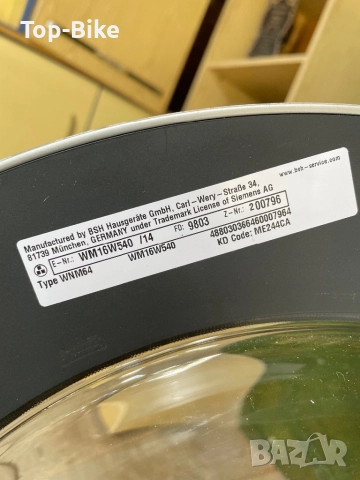 Top-Bike
Manufactured by BSH Hausgeräte GmbH, Carl-Wery-Straße 34,
81739 München, GERMANY under Trademark License of Siemens AG
www.bsh-service.com
E-Nr.: WM16W540 /14 FD: 9803 Z-Nr.: 200796
Type WNM64 WM16W540 488030366460007964
KD Code: ME244CA
BAZAR